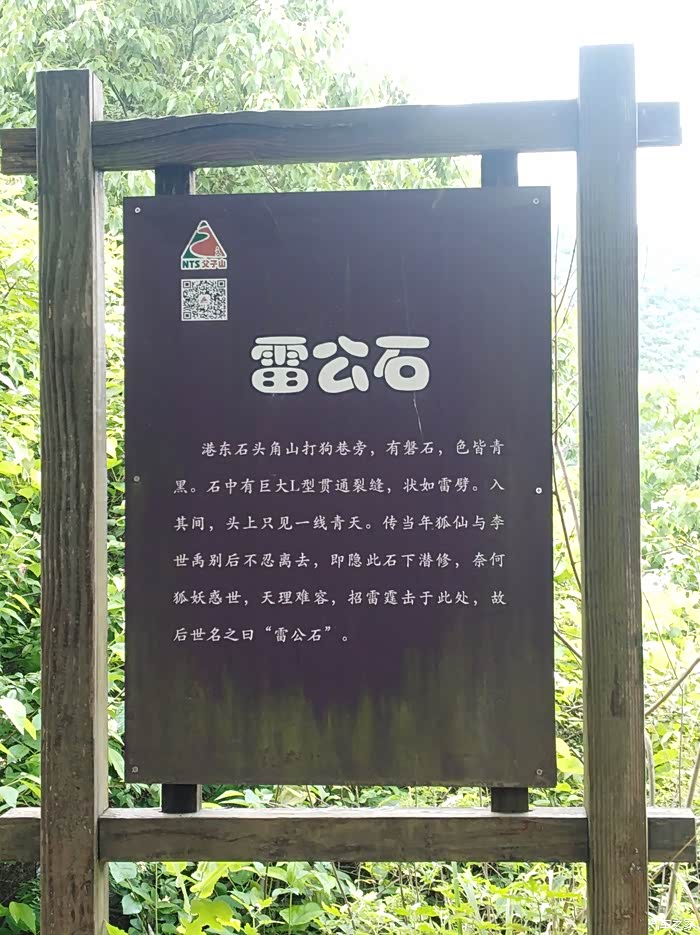 NTS 父子山
雷公石
港东石头角山打狗巷旁，有磐石，色皆青
黑。石中有巨大L型贯通裂缝，状如雷劈。入
其间，头上只见一线青天。传当年狐仙与李
世禹别后不忍离去，即隐此石下潜修，奈何
狐妖惑世，天理难容，招雷霆击于此处，故
后世名之曰“雷公石”。